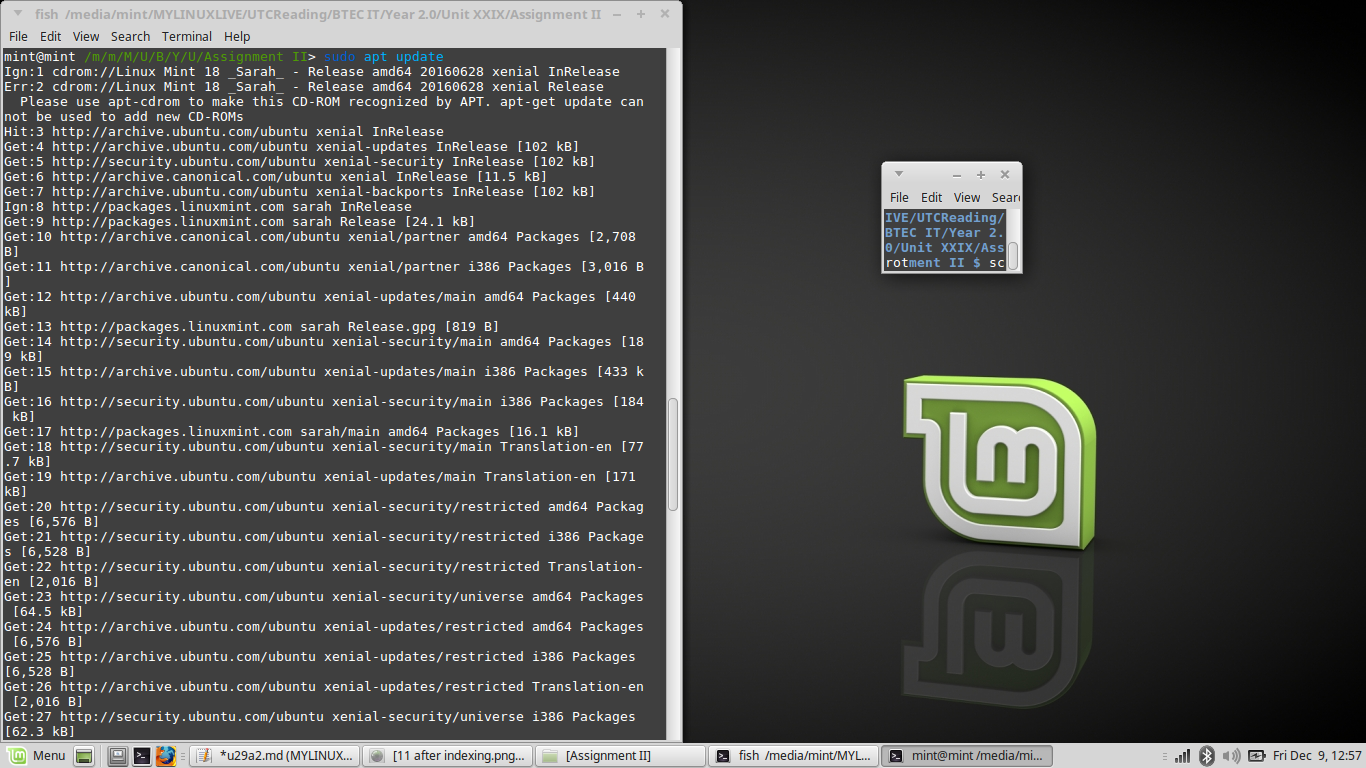 fish  /media/mint/MYLINUXLIVE/UTCReading/BTEC IT/Year 2.0/Unit XXIX/Assignment II
File Edit View Search Terminal Help
mint@mint /m/m/M/U/B/Y/U/Assignment II> sudo apt update
Ign:1 cdrom://Linux Mint 18 _Sarah_ - Release amd64 20160628 xenial InRelease
Err:2 cdrom://Linux Mint 18 _Sarah_ - Release amd64 20160628 xenial Release
  Please use apt-cdrom to make this CD-ROM recognized by APT. apt-get update can
not be used to add new CD-ROMs
Hit:3 http://archive.ubuntu.com/ubuntu xenial InRelease
Get:4 http://archive.ubuntu.com/ubuntu xenial-updates InRelease [102 kB]
Get:5 http://security.ubuntu.com/ubuntu xenial-security InRelease [102 kB]
Get:6 http://archive.canonical.com/ubuntu xenial InRelease [11.5 kB]
Get:7 http://archive.ubuntu.com/ubuntu xenial-backports InRelease [102 kB]
Ign:8 http://packages.linuxmint.com sarah InRelease
Get:9 http://packages.linuxmint.com sarah Release [24.1 kB]
Get:10 http://archive.canonical.com/ubuntu xenial/partner amd64 Packages [2,708
B]
Get:11 http://archive.canonical.com/ubuntu xenial/partner i386 Packages [3,016 B
]
Get:12 http://archive.ubuntu.com/ubuntu xenial-updates/main amd64 Packages [440
kB]
Get:13 http://packages.linuxmint.com sarah Release.gpg [819 B]
Get:14 http://security.ubuntu.com/ubuntu xenial-security/main amd64 Packages [18
9 kB]
Get:15 http://archive.ubuntu.com/ubuntu xenial-updates/main i386 Packages [433 k
B]
Get:16 http://security.ubuntu.com/ubuntu xenial-security/main i386 Packages [184
 kB]
Get:17 http://packages.linuxmint.com sarah/main amd64 Packages [16.1 kB]
Get:18 http://security.ubuntu.com/ubuntu xenial-security/main Translation-en [77
.7 kB]
Get:19 http://archive.ubuntu.com/ubuntu xenial-updates/main Translation-en [171
kB]
Get:20 http://security.ubuntu.com/ubuntu xenial-security/restricted amd64 Packag
es [6,576 B]
Get:21 http://security.ubuntu.com/ubuntu xenial-security/restricted i386 Package
s [6,528 B]
Get:22 http://security.ubuntu.com/ubuntu xenial-security/restricted Translation-
en [2,016 B]
Get:23 http://security.ubuntu.com/ubuntu xenial-security/universe amd64 Packages
 [64.5 kB]
Get:24 http://archive.ubuntu.com/ubuntu xenial-updates/restricted amd64 Packages
 [6,576 B]
Get:25 http://archive.ubuntu.com/ubuntu xenial-updates/restricted i386 Packages
[6,528 B]
Get:26 http://archive.ubuntu.com/ubuntu xenial-updates/restricted Translation-en
 [2,016 B]
Get:27 http://security.ubuntu.com/ubuntu xenial-security/universe i386 Packages
[62.3 kB]
File Edit View Searc
IVE/UTCReading/
BTEC IT/Year 2.
0/Unit XXIX/Ass
rotment II $ sc
Menu *u29a2.md (MYLINUX... [11 after indexing.png... [Assignment II] fish  /media/mint/MYL... mint@mint /media/mi... Fri Dec  9, 12:57